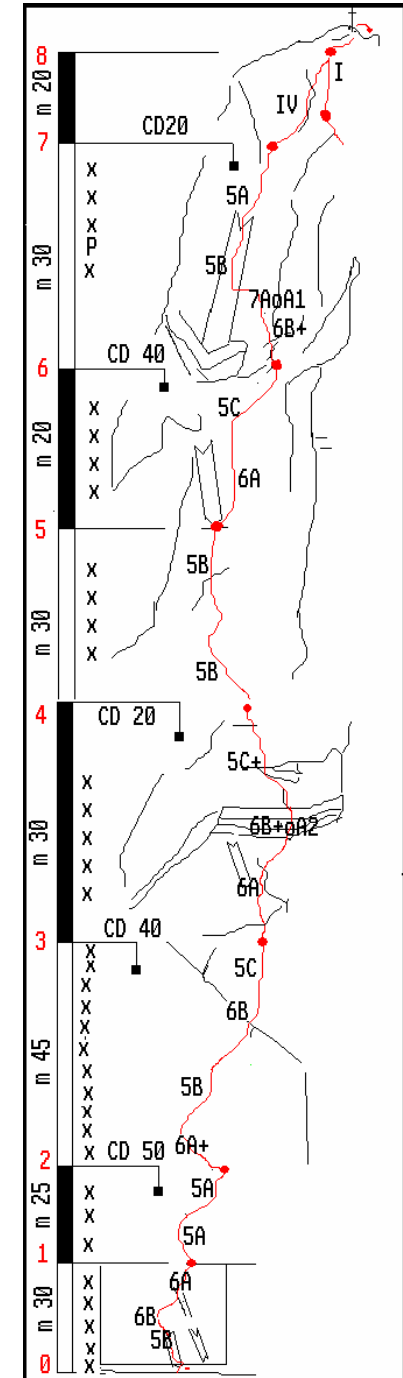 8
I
20 m
IV
7
CD20
X
5A
X
X
P
5B
X
30 m
7AoA1
6B+
6
CD 40
X
5C
X
20 m
X
6A
X
5
X
5B
X
30 m
X
X
5B
4
CD 20
5C+
X
X
30 m
X
6B+oA2
X
6A
X
3
CD 40
X
X
5C
X
X
6B
X
X
45 m
X
5B
X
X
X
6A+
X
2
CD 50
X
5A
25 m
X
5A
X
1
X
6A
X
30 m
X
6B
X
5B
X
0
X